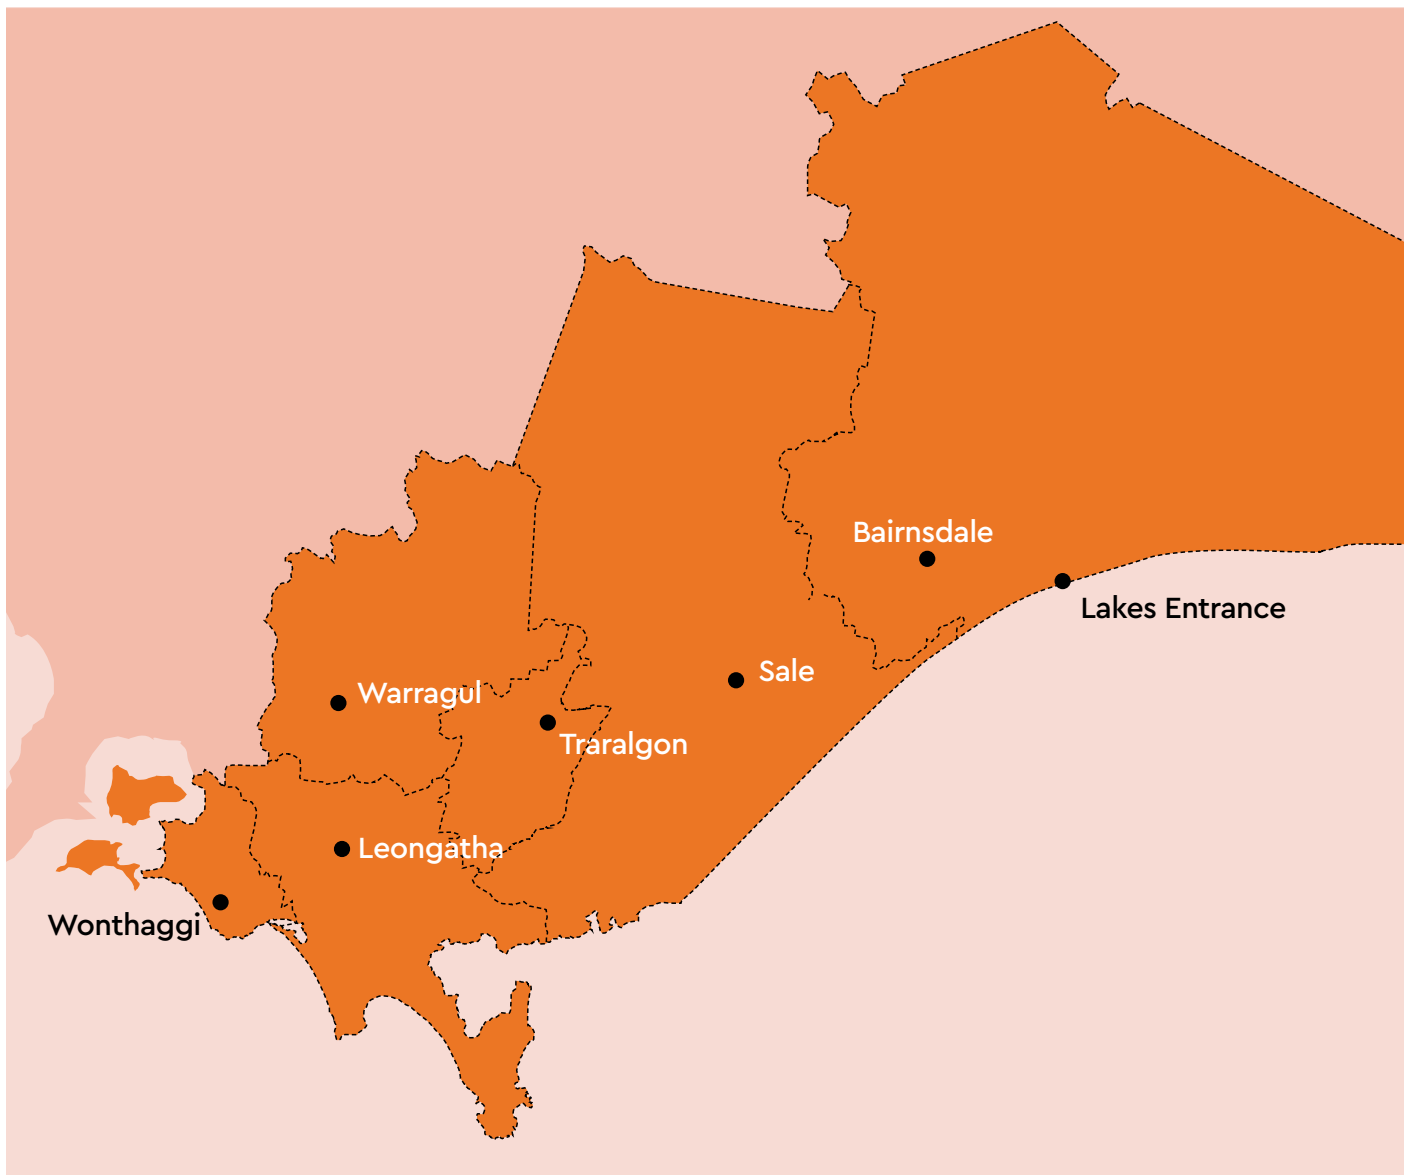 Bairnsdale
Lakes Entrance
Sale
Warragul
Traralgon
Leongatha
Wonthaggi